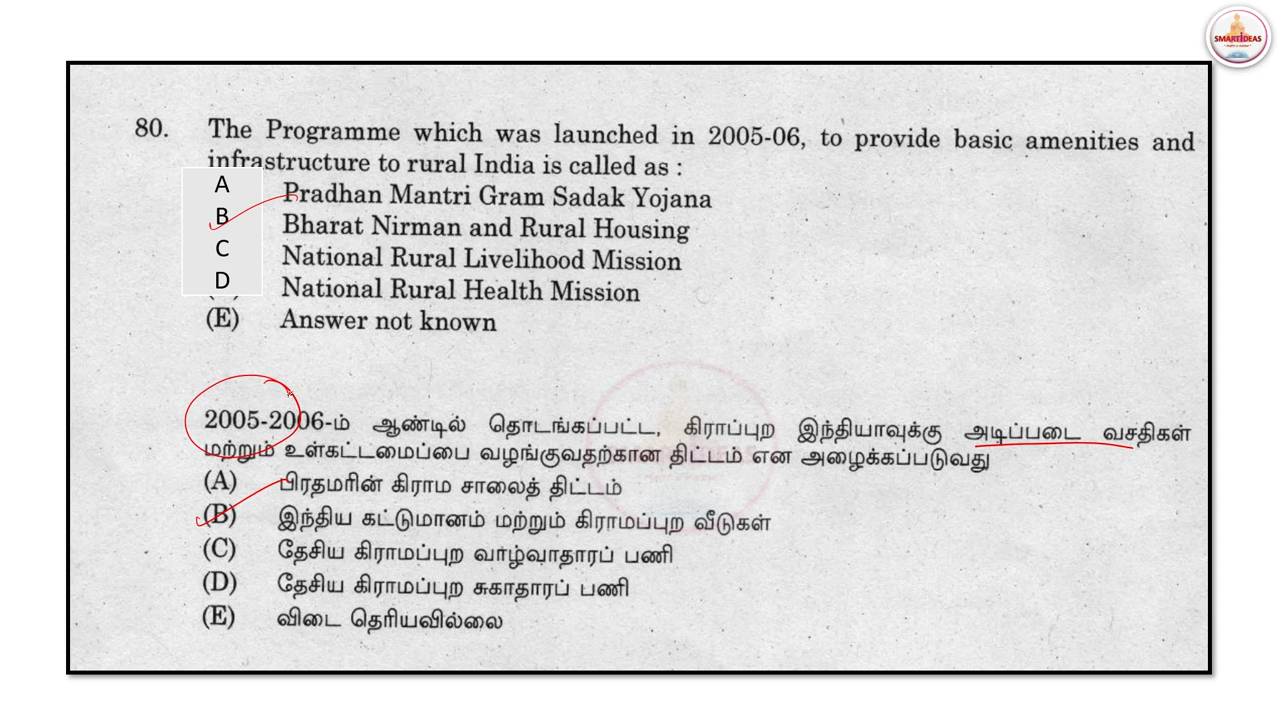 SMART IDEAS
80. The Programme which was launched in 2005-06, to provide basic amenities and
infrastructure to rural India is called as :
A Pradhan Mantri Gram Sadak Yojana
B Bharat Nirman and Rural Housing
C National Rural Livelihood Mission
D National Rural Health Mission
(E) Answer not known
2005-2006-ம் ஆண்டில் தொடங்கப்பட்ட, கிராப்புற இந்தியாவுக்கு அடிப்படை வசதிகள்
மற்றும் உள்கட்டமைப்பை வழங்குவதற்கான திட்டம் என அழைக்கப்படுவது
(A) பிரதமரின் கிராம சாலைத் திட்டம்
(B) இந்திய கட்டுமானம் மற்றும் கிராமப்புற வீடுகள்
(C) தேசிய கிராமப்புற வாழ்வாதாரப் பணி
(D) தேசிய கிராமப்புற சுகாதாரப் பணி
(E) விடை தெரியவில்லை